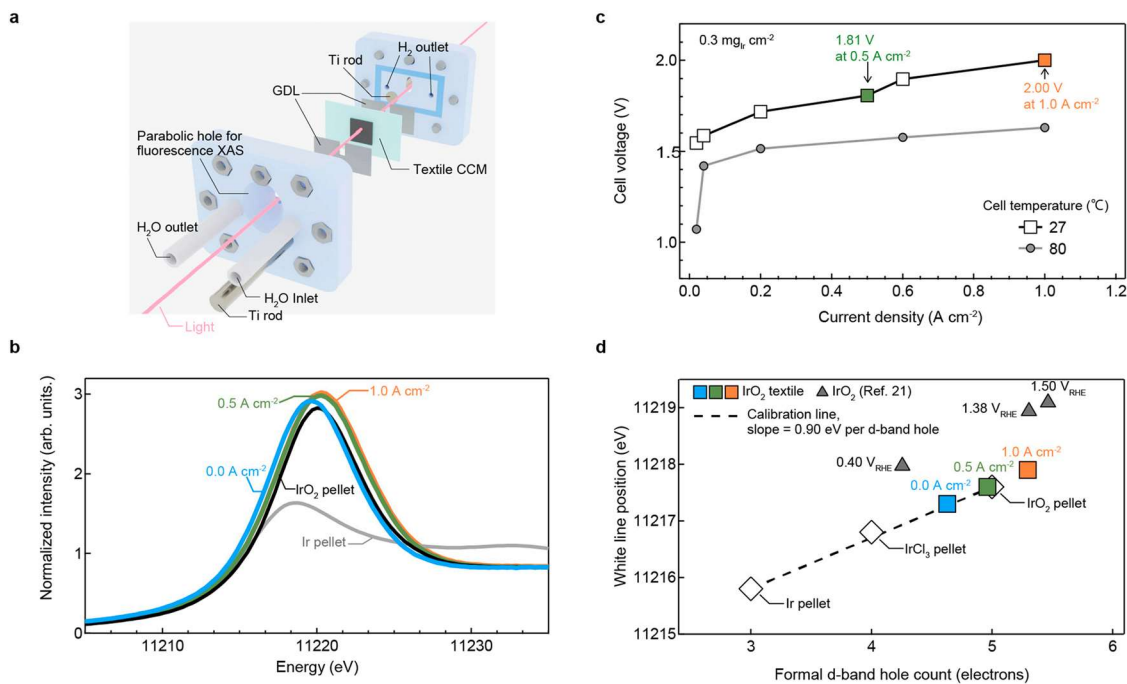 a
H2 outlet
Ti rod
GDL
Parabolic hole for
fluorescence XAS
Textile CCM
H2O outlet
H2O Inlet
Ti rod
Light
b
Normalized intensity (arb. units.)
3
2
1
0
0.5 A cm-2
1.0 A cm-2
0.0 A cm-2
IrO2 pellet
Ir pellet
11210
11220
11230
Energy (eV)
c
0.3 mgIr cm-2
1.81 V
at 0.5 A cm-2
2.00 V
at 1.0 A cm-2
Cell voltage (V)
2.0
1.5
1.0
Cell temperature (℃)
27
80
0.0
0.2
0.4
0.6
0.8
1.0
1.2
Current density (A cm-2)
d
IrO2 textile
IrO2 (Ref. 21)
Calibration line,
slope = 0.90 eV per d-band hole
1.50 VRHE
1.38 VRHE
0.40 VRHE
1.0 A cm-2
0.5 A cm-2
0.0 A cm-2
IrO2 pellet
IrCl3 pellet
Ir pellet
White line position (eV)
11219
11218
11217
11216
11215
3
4
5
6
Formal d-band hole count (electrons)